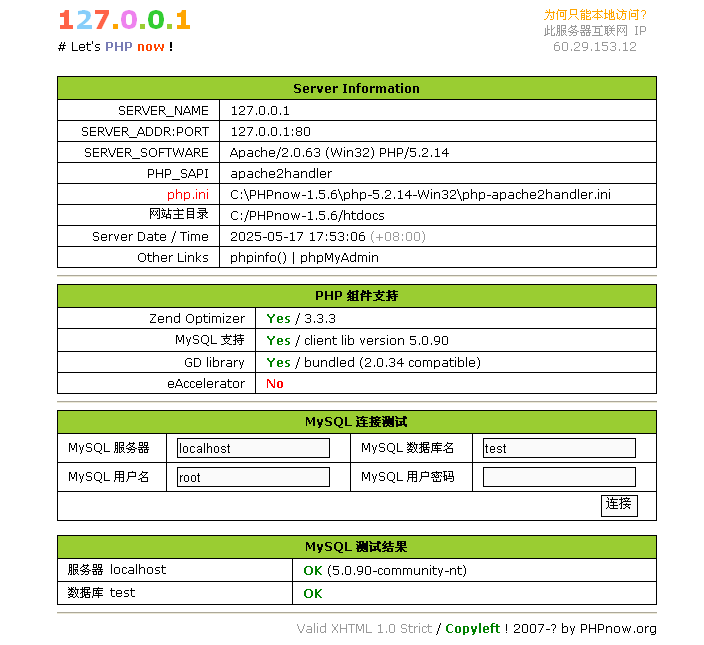 127.0.0.1
为何只能本地访问?
此服务器互联网 IP
60.29.153.12
# Let's PHP now !
Server Information
SERVER_NAME 127.0.0.1
SERVER_ADDR:PORT 127.0.0.1:80
SERVER_SOFTWARE Apache/2.0.63 (Win32) PHP/5.2.14
PHP_SAPI apache2handler
php.ini C:\PHPnow-1.5.6\php-5.2.14-Win32\php-apache2handler.ini
网站主目录 C:/PHPnow-1.5.6/htdocs
Server Date / Time 2025-05-17 17:53:06 (+08:00)
Other Links phpinfo() | phpMyAdmin
PHP 组件支持
Zend Optimizer Yes / 3.3.3
MySQL 支持 Yes / client lib version 5.0.90
GD library Yes / bundled (2.0.34 compatible)
eAccelerator No
MySQL 连接测试
MySQL 服务器 localhost MySQL 数据库名 test
MySQL 用户名 root MySQL 用户密码
连接
MySQL 测试结果
服务器 localhost OK (5.0.90-community-nt)
数据库 test OK
Valid XHTML 1.0 Strict / Copyleft ! 2007-? by PHPnow.org